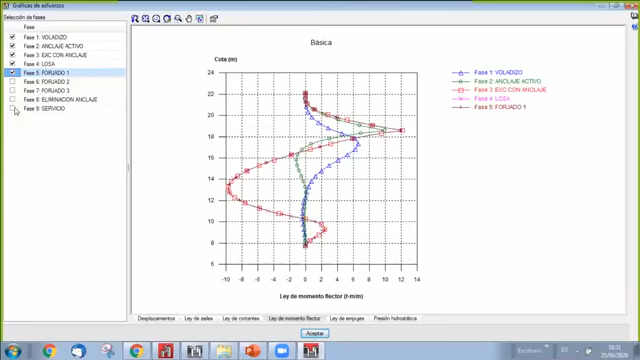 Gráficas de esfuerzos
Selección de fases
Fase
Fase 1: VOLADIZO
Fase 2: ANCLAJE ACTIVO
Fase 3: EXC.CON ANCLAJE
Fase 4: LOSA
Fase 5: FORJADO 1
Fase 6: FORJADO 2
Fase 7: FORJADO 3
Fase 8: ELIMINACION ANCLAJE
Fase 9: SERVICIO
Básica
Cota (m)
24
22
20
18
16
14
12
10
8
6
-10 -8 -6 -4 -2 0 2 4 6 8 10 12 14
Ley de momento flector (t·m/m)
Fase 1: VOLADIZO
Fase 2: ANCLAJE ACTIVO
Fase 3: EXC.CON ANCLAJE
Fase 4: LOSA
Fase 5: FORJADO 1
Desplazamientos Ley de axiles Ley de cortantes Ley de momento flector Ley de empujes Presión hidrostática
Aceptar
Escritorio
ES
18:31
25/06/2020